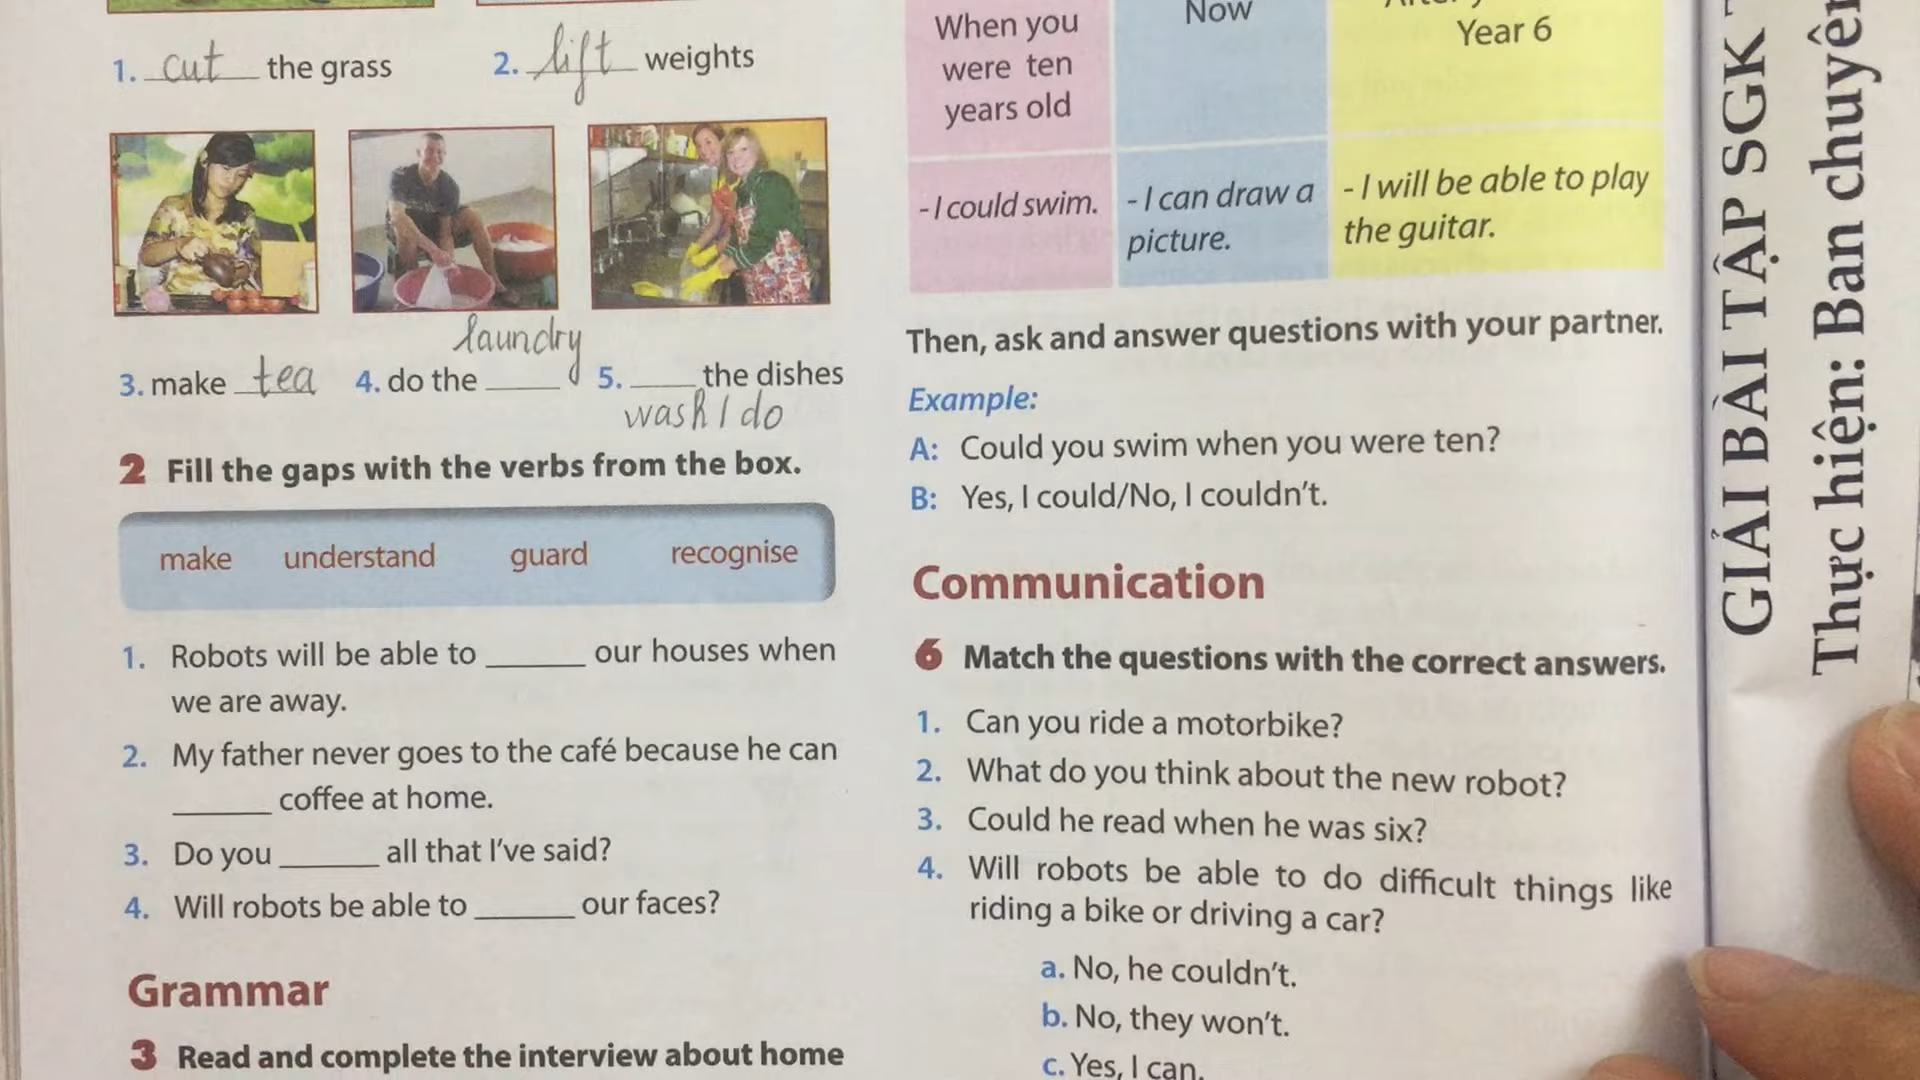 1. cut the grass
2. lift weights
3. make tea
4. do the laundry
5. wash / do the dishes
2 Fill the gaps with the verbs from the box.
make understand guard recognise
1. Robots will be able to ______ our houses when
we are away.
2. My father never goes to the café because he can
______ coffee at home.
3. Do you ______ all that I've said?
4. Will robots be able to ______ our faces?
Grammar
3 Read and complete the interview about home
When you
were ten
years old
Now
Year 6
- I could swim.
- I can draw a
picture.
- I will be able to play
the guitar.
Then, ask and answer questions with your partner.
Example:
A: Could you swim when you were ten?
B: Yes, I could/No, I couldn't.
Communication
6 Match the questions with the correct answers.
1. Can you ride a motorbike?
2. What do you think about the new robot?
3. Could he read when he was six?
4. Will robots be able to do difficult things like
riding a bike or driving a car?
a. No, he couldn't.
b. No, they won't.
c. Yes, I can.
GIẢI BÀI TẬP SGK
Thực hiện: Ban chuyên